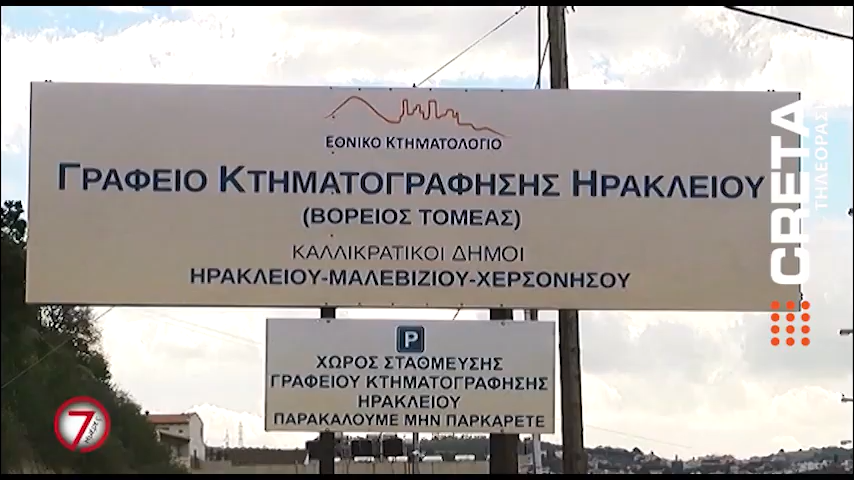 ΕΘΝΙΚΟ ΚΤΗΜΑΤΟΛΟΓΙΟ
ΓΡΑΦΕΙΟ ΚΤΗΜΑΤΟΓΡΑΦΗΣΗΣ ΗΡΑΚΛΕΙΟΥ
(ΒΟΡΕΙΟΣ ΤΟΜΕΑΣ)
ΚΑΛΛΙΚΡΑΤΙΚΟΙ ΔΗΜΟΙ
ΗΡΑΚΛΕΙΟΥ-ΜΑΛΕΒΙΖΙΟΥ-ΧΕΡΣΟΝΗΣΟΥ
P
ΧΩΡΟΣ ΣΤΑΘΜΕΥΣΗΣ
ΓΡΑΦΕΙΟΥ ΚΤΗΜΑΤΟΓΡΑΦΗΣΗΣ
ΗΡΑΚΛΕΙΟΥ
ΠΑΡΑΚΑΛΟΥΜΕ ΜΗΝ ΠΑΡΚΑΡΕΤΕ
CRETA
ΤΗΛΕΟΡΑΣΗ
7